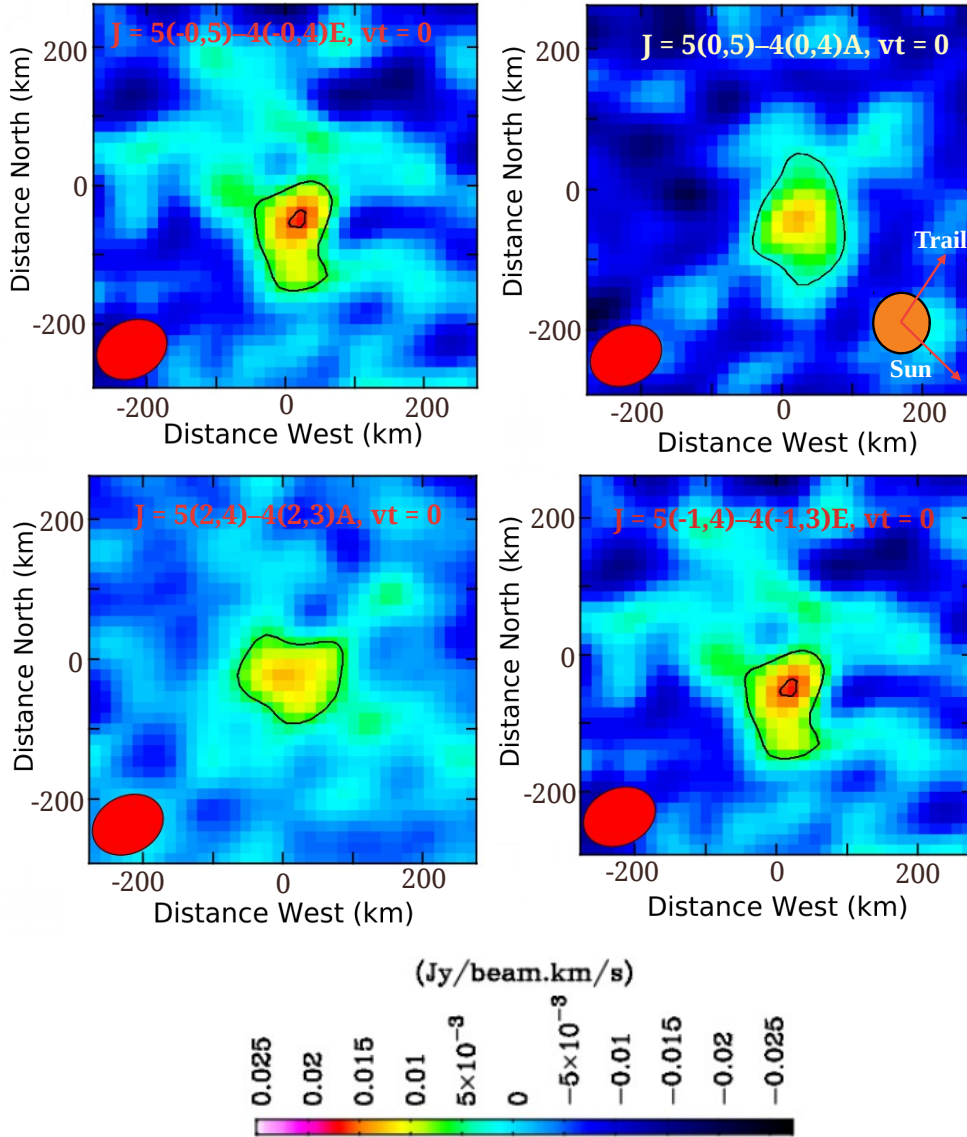 J = 5(-0,5)–4(-0,4)E, vt = 0
200
0
-200
Distance North (km)
-200
0
200
Distance West (km)
J = 5(0,5)–4(0,4)A, vt = 0
200
0
-200
Distance North (km)
Trail
Sun
-200
0
200
Distance West (km)
J = 5(2,4)–4(2,3)A, vt = 0
200
0
-200
Distance North (km)
-200
0
200
Distance West (km)
J = 5(-1,4)–4(-1,3)E, vt = 0
200
0
-200
Distance North (km)
-200
0
200
Distance West (km)
(Jy/beam.km/s)
0.025
0.02
0.015
0.01
5×10⁻³
0
−5×10⁻³
−0.01
−0.015
−0.02
−0.025